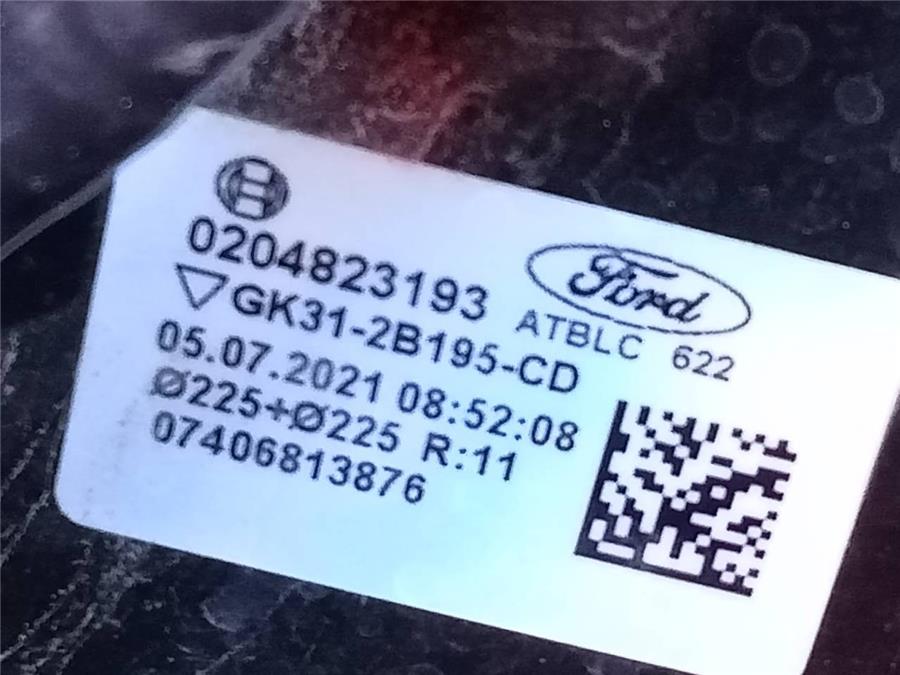 0204823193
Ford
GK31-2B195-CD
ATBLC 622
05.07.2021 08:52:08
Ø225+Ø225 R:11
07406813876